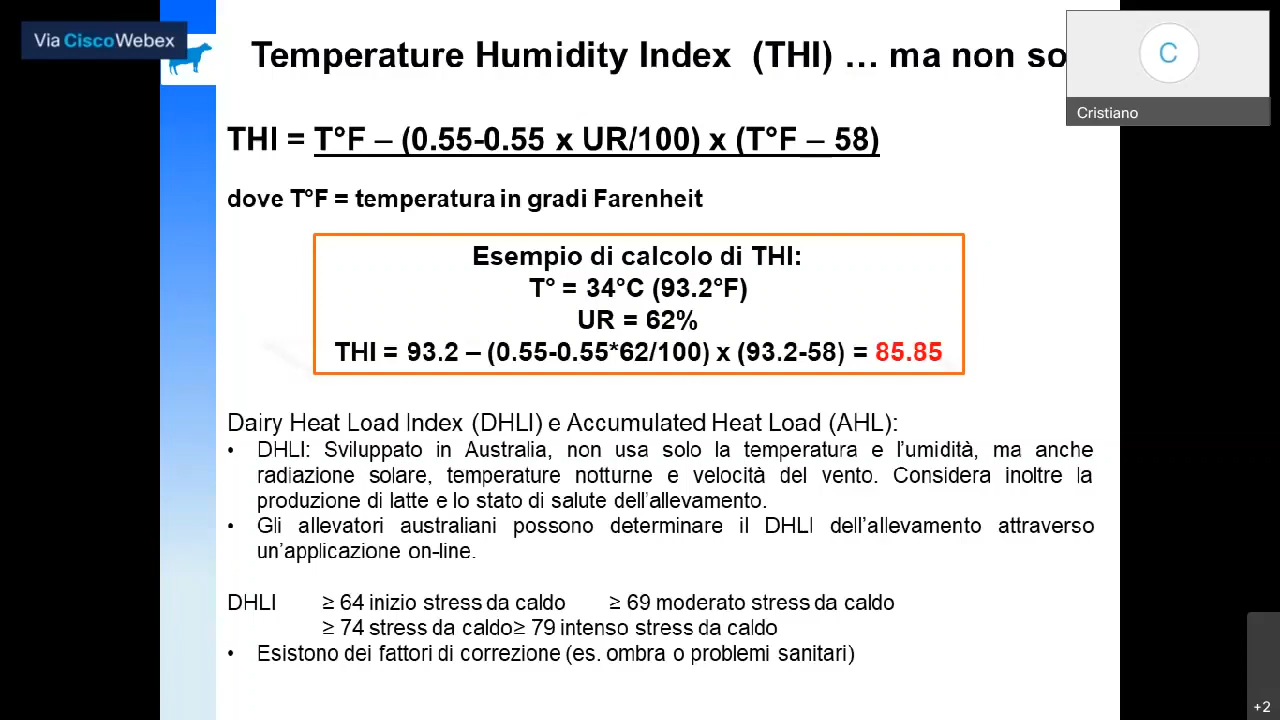 Via CiscoWebex
Temperature Humidity Index (THI) … ma non so
C
Cristiano
THI = T°F – (0.55-0.55 x UR/100) x (T°F – 58)
dove T°F = temperatura in gradi Farenheit
Esempio di calcolo di THI:
T° = 34°C (93.2°F)
UR = 62%
THI = 93.2 – (0.55-0.55*62/100) x (93.2-58) = 85.85
Dairy Heat Load Index (DHLI) e Accumulated Heat Load (AHL):
• DHLI: Sviluppato in Australia, non usa solo la temperatura e l'umidità, ma anche
radiazione solare, temperature notturne e velocità del vento. Considera inoltre la
produzione di latte e lo stato di salute dell'allevamento.
• Gli allevatori australiani possono determinare il DHLI dell'allevamento attraverso
un'applicazione on-line.
DHLI ≥ 64 inizio stress da caldo ≥ 69 moderato stress da caldo
≥ 74 stress da caldo≥ 79 intenso stress da caldo
• Esistono dei fattori di correzione (es. ombra o problemi sanitari)
+2